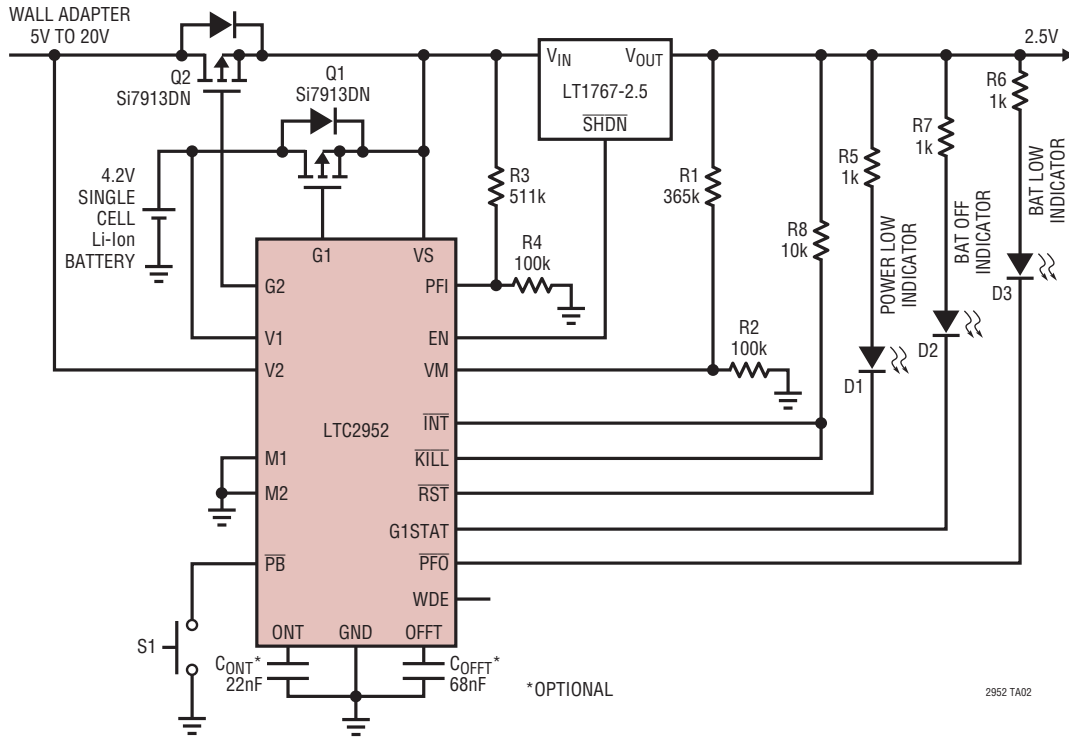 WALL ADAPTER
5V TO 20V
Q2
Si7913DN
Q1
Si7913DN
VIN
VOUT
LT1767-2.5
SHDN
2.5V
4.2V
SINGLE
CELL
Li-Ion
BATTERY
R3
511k
R4
100k
R1
365k
R2
100k
R8
10k
R5
1k
R7
1k
R6
1k
POWER LOW
INDICATOR
BAT OFF
INDICATOR
BAT LOW
INDICATOR
D1
D2
D3
G1
VS
G2
PFI
V1
EN
V2
VM
LTC2952
INT
M1
KILL
M2
RST
G1STAT
PB
PFO
WDE
ONT
GND
OFFT
S1
CONT*
22nF
COFFT*
68nF
*OPTIONAL
2952 TA02